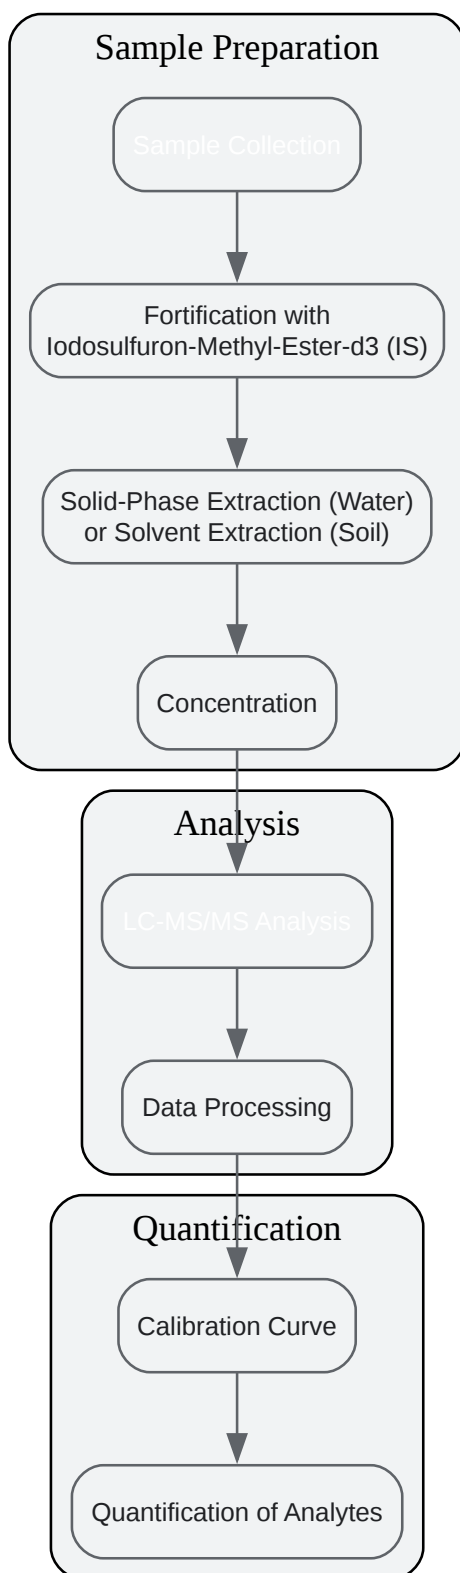 Sample Preparation
Sample Collection
Fortification with
Iodosulfuron-Methyl-Ester-d3 (IS)
Solid-Phase Extraction (Water)
or Solvent Extraction (Soil)
Concentration
Analysis
LC-MS/MS Analysis
Data Processing
Quantification
Calibration Curve
Quantification of Analytes